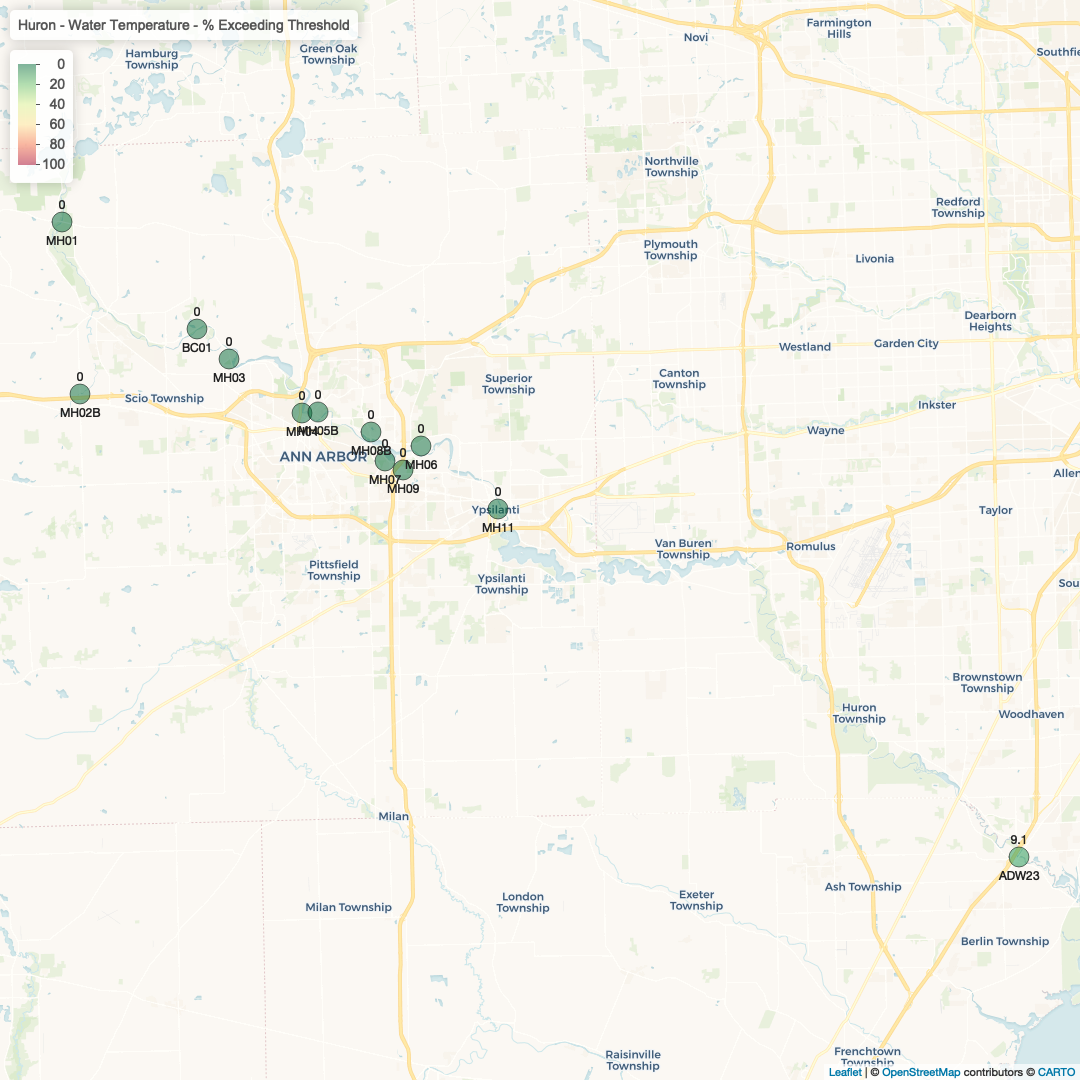 Huron - Water Temperature - % Exceeding Threshold
0
20
40
60
80
100
Hamburg
Township
Green Oak
Township
Novi
Farmington
Hills
Southfie
Northville
Township
Redford
Township
Plymouth
Township
Livonia
Dearborn
Heights
Garden City
Westland
Canton
Township
Superior
Township
Inkster
Wayne
Scio Township
ANN ARBOR
Allen
Taylor
Ypsilanti
Van Buren
Township
Romulus
Pittsfield
Township
Ypsilanti
Township
Sou
Brownstown
Township
Woodhaven
Huron
Township
Milan
Ash Township
London
Township
Exeter
Township
Milan Township
Berlin Township
Raisinville
Township
Frenchtown
Township
0
MH01
0
BC01
0
MH03
0
MH02B
0
MH04
0
MH05B
0
MH08B
0
MH07
0
MH09
0
MH06
0
MH11
9.1
ADW23
Leaflet | © OpenStreetMap contributors © CARTO